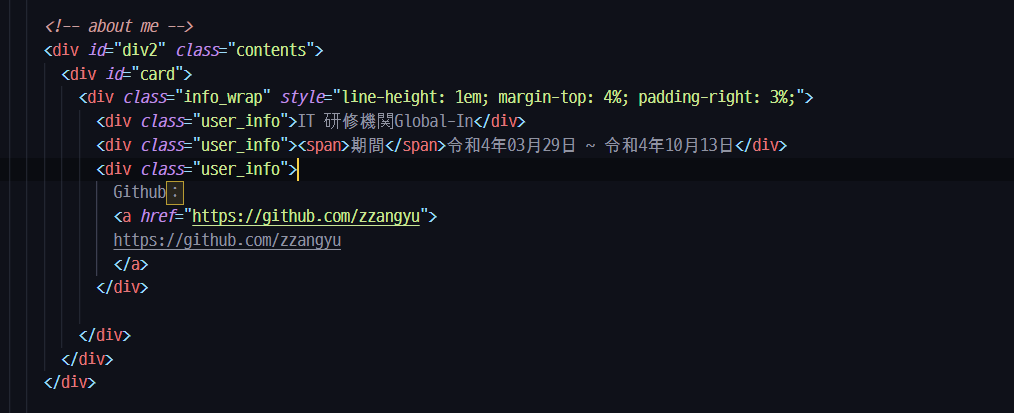 <!-- about me -->
<div id="div2" class="contents">
<div id="card">
<div class="info_wrap" style="line-height: 1em; margin-top: 4%; padding-right: 3%;">
<div class="user_info">IT 研修機関Global-In</div>
<div class="user_info"><span>期間</span>令和4年03月29日 ~ 令和4年10月13日</div>
<div class="user_info">
Github：
<a href="https://github.com/zzangyu">
https://github.com/zzangyu
</a>
</div>
</div>
</div>
</div>